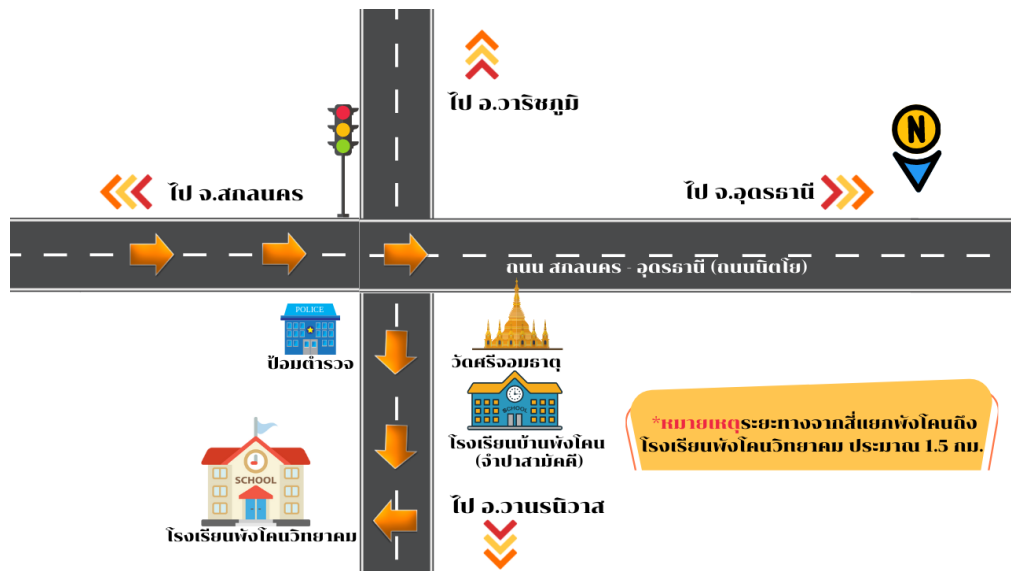 ไป อ.วาริชภูมิ
N
ไป จ.สกลนคร
ไป จ.อุดรธานี
ถนน สกลนคร - อุดรธานี (ถนนนิตโย)
POLICE
ป้อมตำรวจ
วัดศรีจอมธาตุ
SCHOOL
โรงเรียนบ้านพังโคน
(จำปาสามัคคี)
*หมายเหตุระยะทางจากสี่แยกพังโคนถึง
โรงเรียนพังโคนวิทยาคม ประมาณ 1.5 กม.
SCHOOL
โรงเรียนพังโคนวิทยาคม
ไป อ.วานรนิวาส